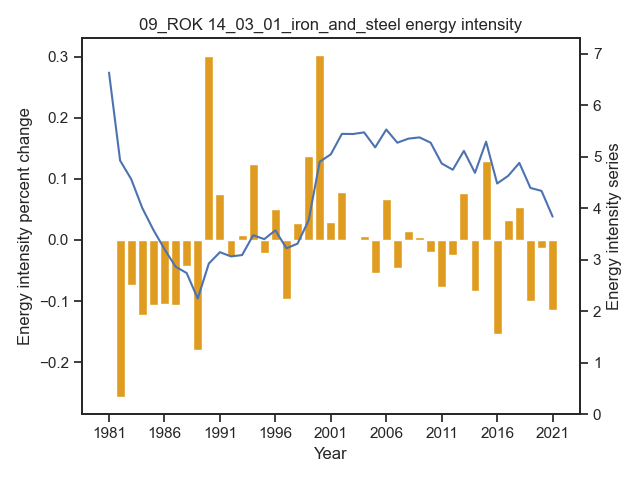 09_ROK 14_03_01_iron_and_steel energy intensity
Energy intensity percent change
0.3
0.2
0.1
0.0
−0.1
−0.2
7
6
5
4
3
2
1
0
Energy intensity series
1981 1986 1991 1996 2001 2006 2011 2016 2021
Year